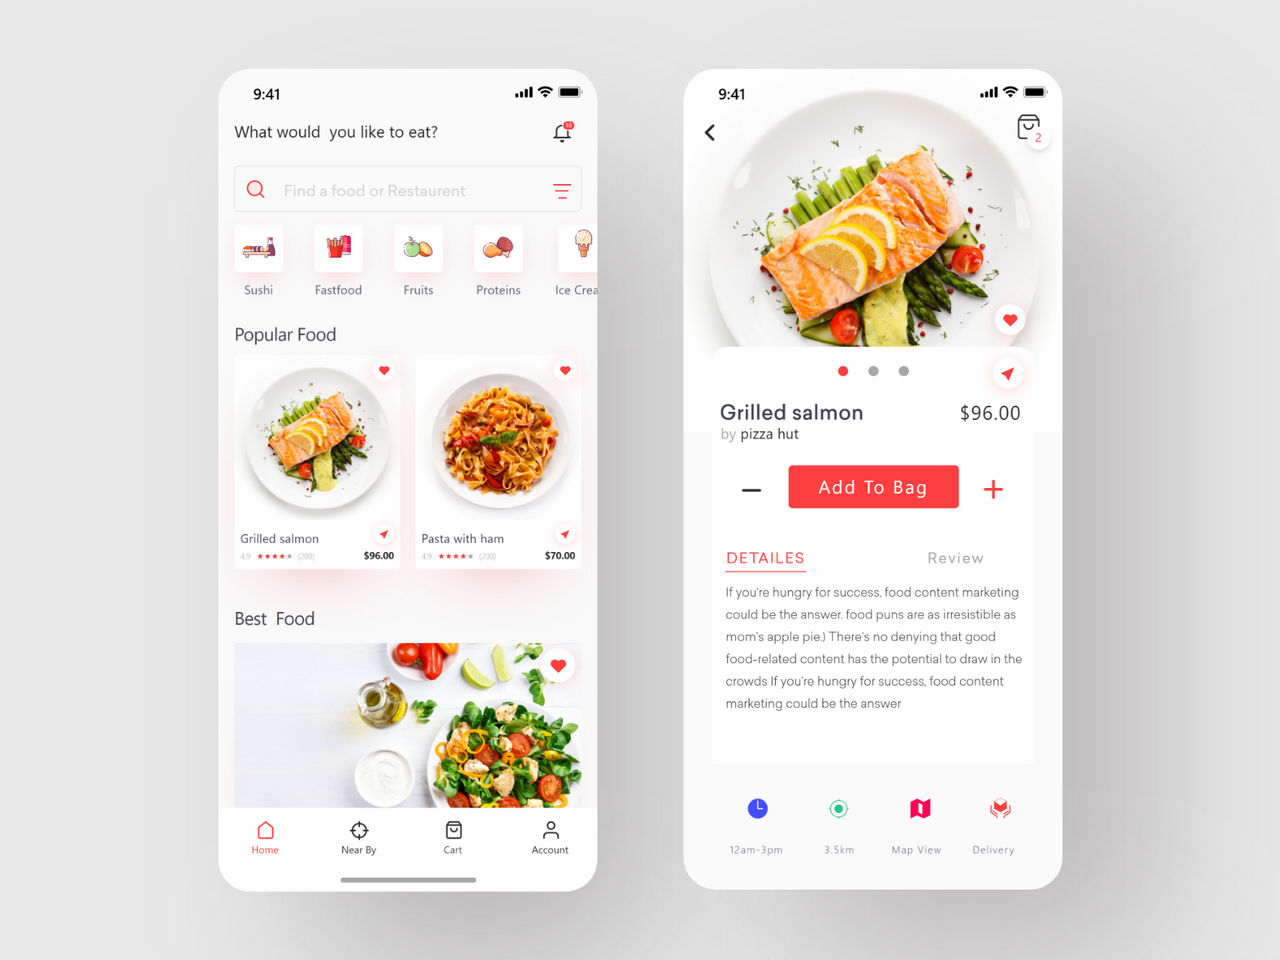 9:41
What would  you like to eat?
Find a food or Restaurent
Sushi
Fastfood
Fruits
Proteins
Ice Crea
Popular Food
Grilled salmon
4.9
(200)
$96.00
Pasta with ham
4.9
(200)
$70.00
Best  Food
Home
Near By
Cart
Account
9:41
2
Grilled salmon
$96.00
by pizza hut
Add To Bag
DETAILES
Review
If you're hungry for success, food content marketing
could be the answer. food puns are as irresistible as
mom's apple pie.) There's no denying that good
food-related content has the potential to draw in the
crowds If you're hungry for success, food content
marketing could be the answer
12am-3pm
3.5km
Map View
Delivery